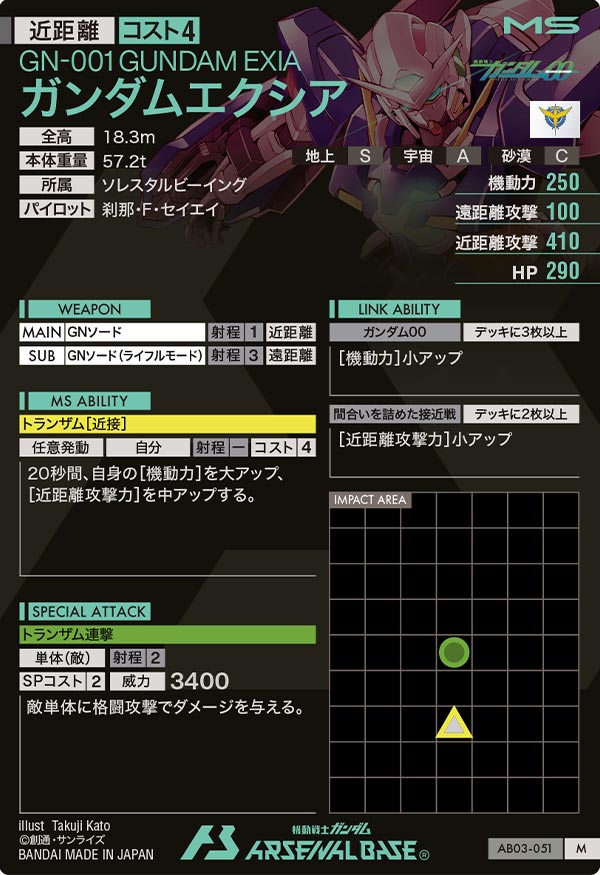 近距離 コスト4 MS
GN-001 GUNDAM EXIA
ガンダムエクシア
機動戦士ガンダム00
全高 18.3m
本体重量 57.2t
地上 S 宇宙 A 砂漠 C
所属 ソレスタルビーイング
機動力 250
パイロット 刹那・F・セイエイ
遠距離攻撃 100
近距離攻撃 410
HP 290
WEAPON
MAIN GNソード 射程 1 近距離
SUB GNソード(ライフルモード) 射程 3 遠距離
MS ABILITY
トランザム[近接]
任意発動 自分 射程 ー コスト 4
20秒間、自身の[機動力]を大アップ、
[近距離攻撃力]を中アップする。
SPECIAL ATTACK
トランザム連撃
単体(敵) 射程 2
SPコスト 2 威力 3400
敵単体に格闘攻撃でダメージを与える。
LINK ABILITY
ガンダム00 デッキに3枚以上
[機動力]小アップ
間合いを詰めた接近戦 デッキに2枚以上
[近距離攻撃力]小アップ
IMPACT AREA
illust Takuji Kato
©創通・サンライズ
BANDAI MADE IN JAPAN
機動戦士ガンダム
ARSENAL BASE®
AB03-051 M